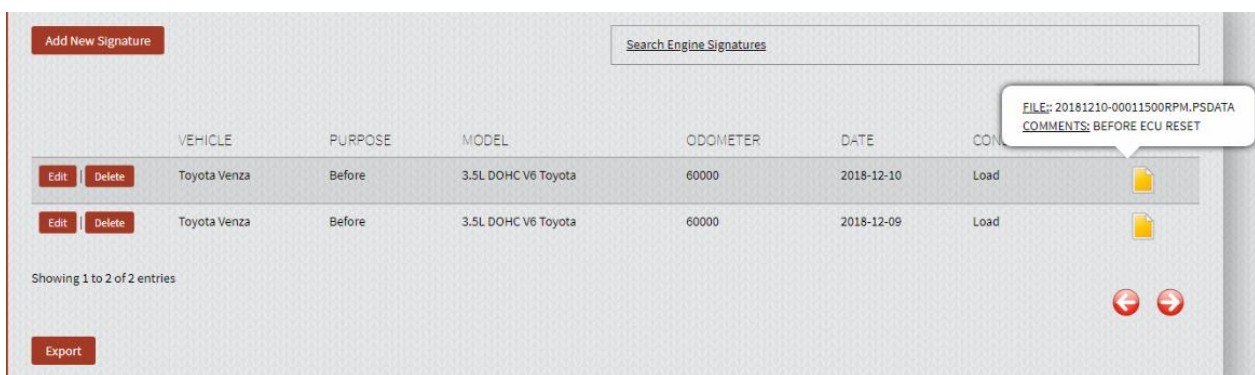 Add New Signature
Search Engine Signatures
FILE:: 20181210-00011500RPM.PSDATA
COMMENTS: BEFORE ECU RESET
VEHICLE PURPOSE MODEL ODOMETER DATE
Edit | Delete Toyota Venza Before 3.5L DOHC V6 Toyota 60000 2018-12-10 Load
Edit | Delete Toyota Venza Before 3.5L DOHC V6 Toyota 60000 2018-12-09 Load
Showing 1 to 2 of 2 entries
Export